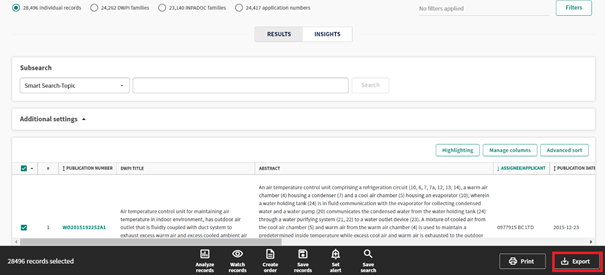 28,496 individual records 24,262 DWPI families 23,140 INPADOC families 24,417 application numbers No filters applied Filters
RESULTS INSIGHTS
Subsearch
Smart Search-Topic Search
Additional settings
Highlighting Manage columns Advanced sort
# PUBLICATION NUMBER DWPI TITLE ABSTRACT ASSIGNEE/APPLICANT PUBLICATION DATE
An air temperature control unit comprising a refrigeration circuit (10, 6, 7, 7a, 12, 13, 14), a warm air
chamber (4) housing a condenser (7) and a cool air chamber (5) housing an evaporator (10); wherein
a water holding tank (24) is in fluid communication with the evaporator for collecting condensed
water and a water pump (30) communicates the condensed water from the water holding tank (24)
Air temperature control unit for maintaining air through a water purifying system (21, 22) to a water outlet device (23). A mixture of cooled air from
temperature in indoor environment, has outdoor air the cool air chamber (5) and warm air from the warm air chamber (4) is used to maintain a
1 WO2015192252A1 outlet that is fluidly coupled with duct system to predetermined temperature inside while excess cool air and warm air is exhausted to the outdoor 0977915 BC LTD 2015-12-23
exhaust excess warm air and excess cooled ambient air
28496 records selected Analyze records Watch records Create order Save records Set alert Save search Print Export